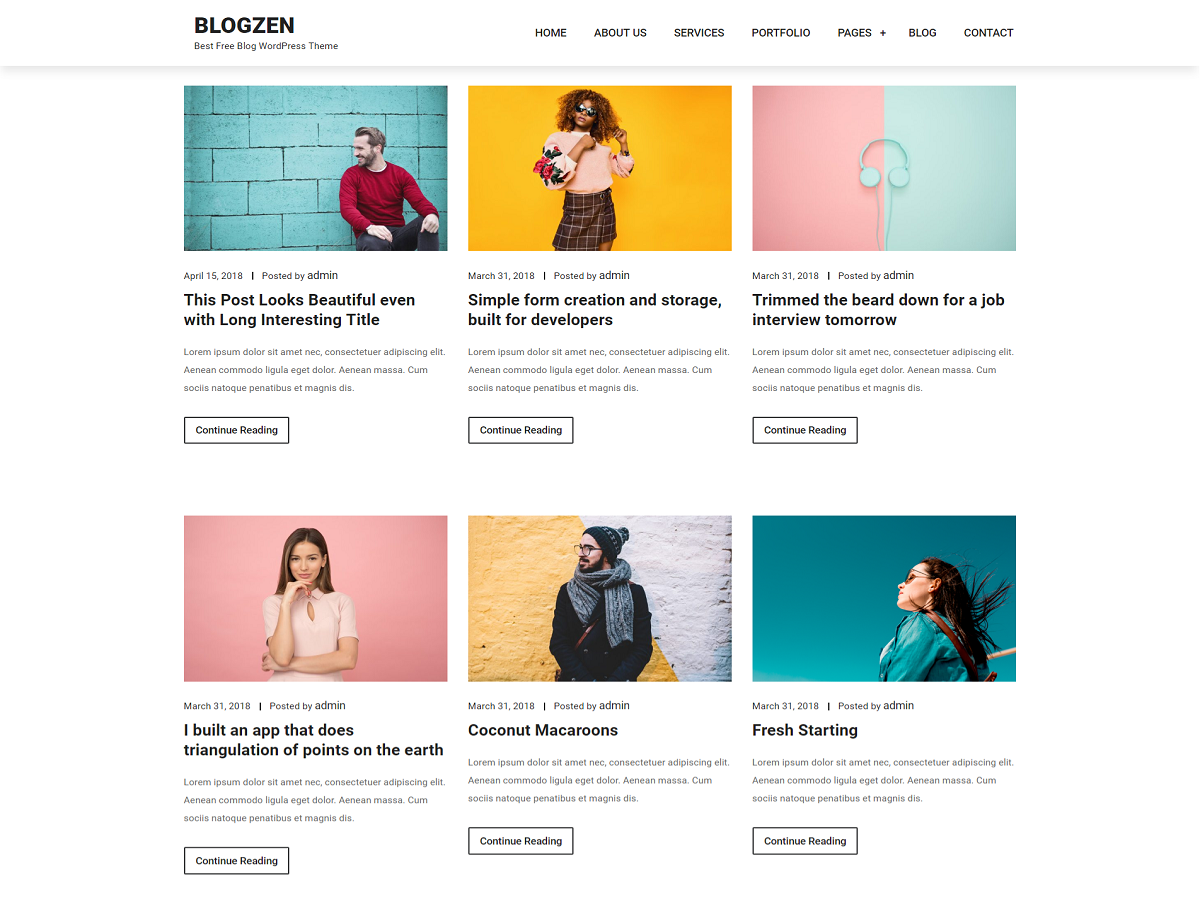 BLOGZEN
Best Free Blog WordPress Theme
HOME ABOUT US SERVICES PORTFOLIO PAGES + BLOG CONTACT
April 15, 2018 | Posted by admin
This Post Looks Beautiful even
with Long Interesting Title
Lorem ipsum dolor sit amet nec, consectetuer adipiscing elit.
Aenean commodo ligula eget dolor. Aenean massa. Cum
sociis natoque penatibus et magnis dis.
Continue Reading
March 31, 2018 | Posted by admin
Simple form creation and storage,
built for developers
Lorem ipsum dolor sit amet nec, consectetuer adipiscing elit.
Aenean commodo ligula eget dolor. Aenean massa. Cum
sociis natoque penatibus et magnis dis.
Continue Reading
March 31, 2018 | Posted by admin
Trimmed the beard down for a job
interview tomorrow
Lorem ipsum dolor sit amet nec, consectetuer adipiscing elit.
Aenean commodo ligula eget dolor. Aenean massa. Cum
sociis natoque penatibus et magnis dis.
Continue Reading
March 31, 2018 | Posted by admin
I built an app that does
triangulation of points on the earth
Lorem ipsum dolor sit amet nec, consectetuer adipiscing elit.
Aenean commodo ligula eget dolor. Aenean massa. Cum
sociis natoque penatibus et magnis dis.
Continue Reading
March 31, 2018 | Posted by admin
Coconut Macaroons
Lorem ipsum dolor sit amet nec, consectetuer adipiscing elit.
Aenean commodo ligula eget dolor. Aenean massa. Cum
sociis natoque penatibus et magnis dis.
Continue Reading
March 31, 2018 | Posted by admin
Fresh Starting
Lorem ipsum dolor sit amet nec, consectetuer adipiscing elit.
Aenean commodo ligula eget dolor. Aenean massa. Cum
sociis natoque penatibus et magnis dis.
Continue Reading